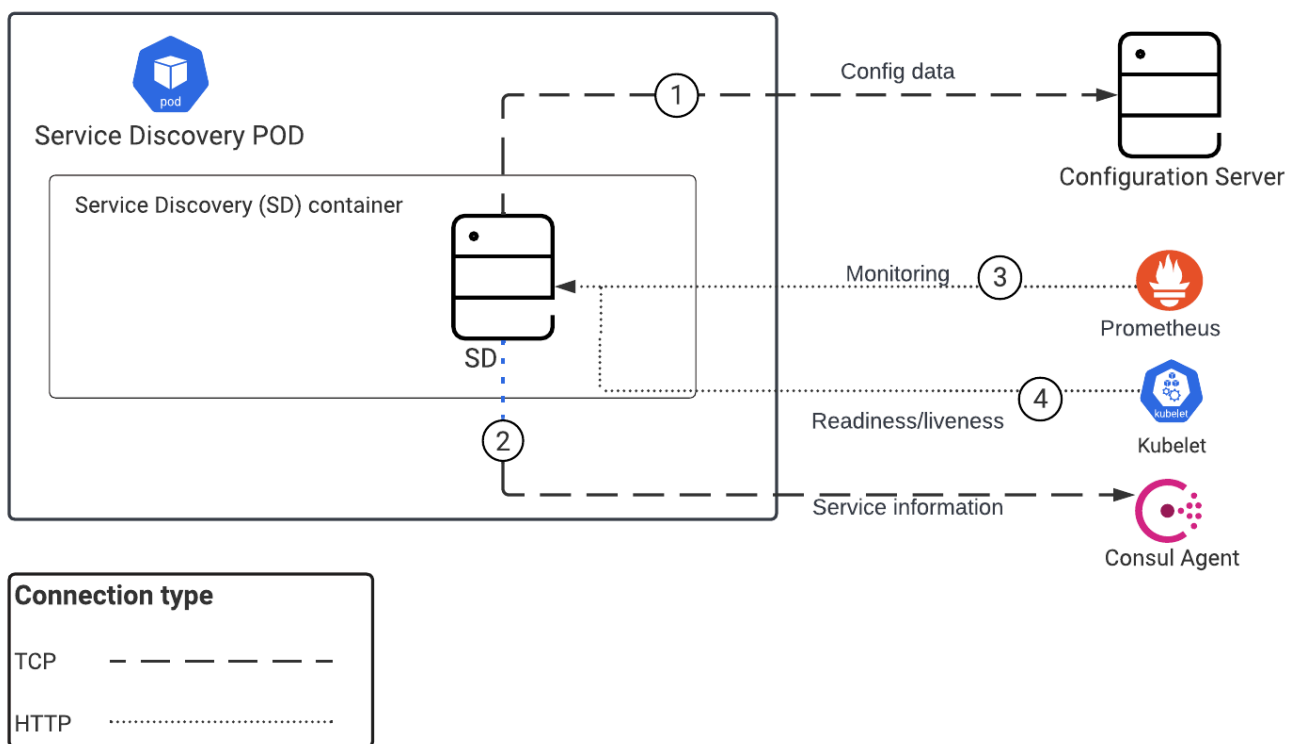 pod
Service Discovery POD
Service Discovery (SD) container
SD
1
Config data
Configuration Server
Monitoring
3
Prometheus
4
kubelet
Readiness/liveness
Kubelet
2
Service information
Consul Agent
Connection type
TCP
HTTP